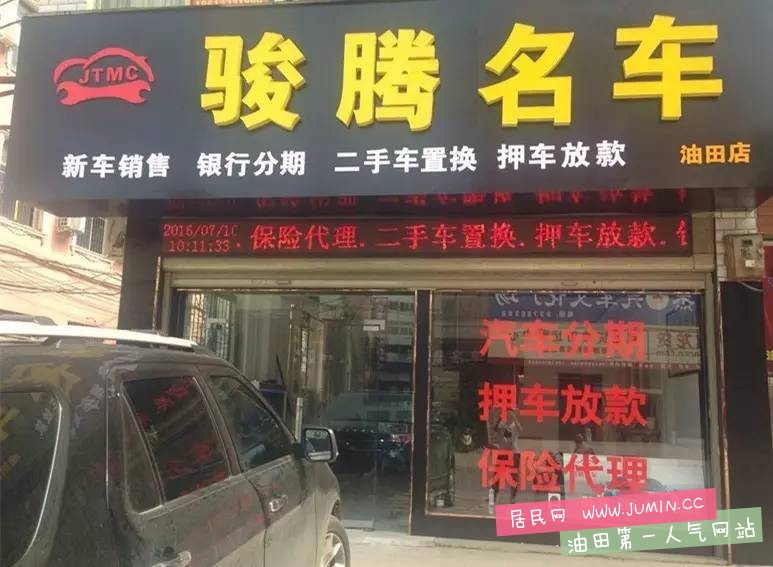 JTMC
骏腾名车
新车销售 银行分期 二手车置换 押车放款 油田店
2016/07/10
10:11:33
保险代理.二手车置换.押车放款.
汽车分期
押车放款
保险代理
居民网 WWW.JUMIN.CC
油田第一人气网站